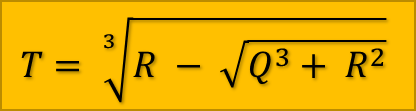 T = ∛(R − √(Q³ + R²))